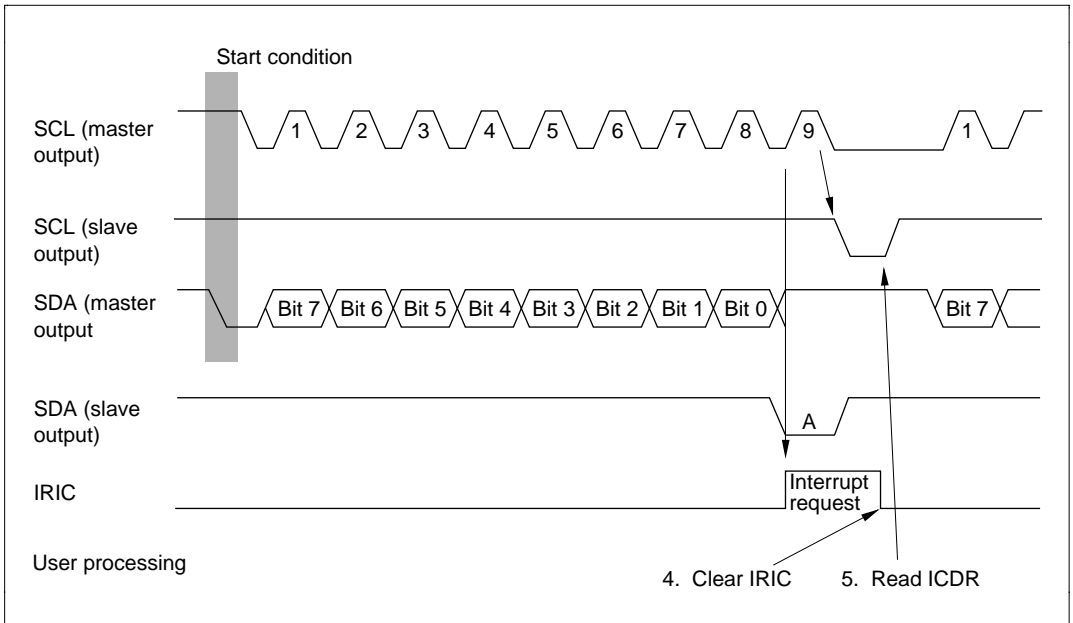 Start condition
SCL (master
output)
1 2 3 4 5 6 7 8 9 1
SCL (slave
output)
SDA (master
output
Bit 7 Bit 6 Bit 5 Bit 4 Bit 3 Bit 2 Bit 1 Bit 0 Bit 7
SDA (slave
output)
A
IRIC
Interrupt
request
User processing
4. Clear IRIC 5. Read ICDR